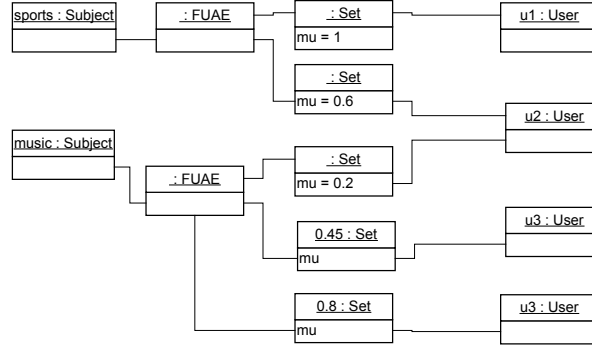 sports : Subject
: FUAE
: Set
mu = 1
u1 : User
: Set
mu = 0.6
u2 : User
music : Subject
: FUAE
: Set
mu = 0.2
0.45 : Set
mu
u3 : User
0.8 : Set
mu
u3 : User